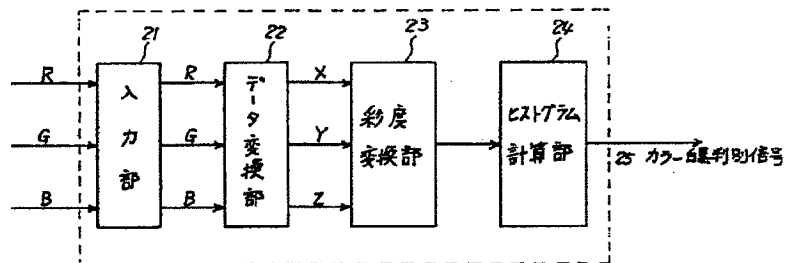 21
22
23
24
R
R
X
G
G
Y
B
B
Z
入力部
データ変換部
彩度
変換部
ヒストグラム
計算部
25 カラー白黒判別信号